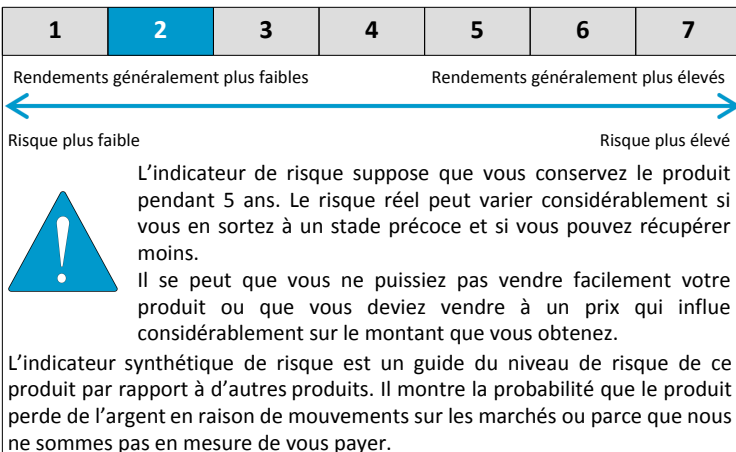 1 2 3 4 5 6 7
Rendements généralement plus faibles Rendements généralement plus élevés
Risque plus faible Risque plus élevé
L’indicateur de risque suppose que vous conservez le produit
pendant 5 ans. Le risque réel peut varier considérablement si
vous en sortez à un stade précoce et si vous pouvez récupérer
moins.
Il se peut que vous ne puissiez pas vendre facilement votre
produit ou que vous deviez vendre à un prix qui influe
considérablement sur le montant que vous obtenez.
L’indicateur synthétique de risque est un guide du niveau de risque de ce
produit par rapport à d’autres produits. Il montre la probabilité que le produit
perde de l’argent en raison de mouvements sur les marchés ou parce que nous
ne sommes pas en mesure de vous payer.